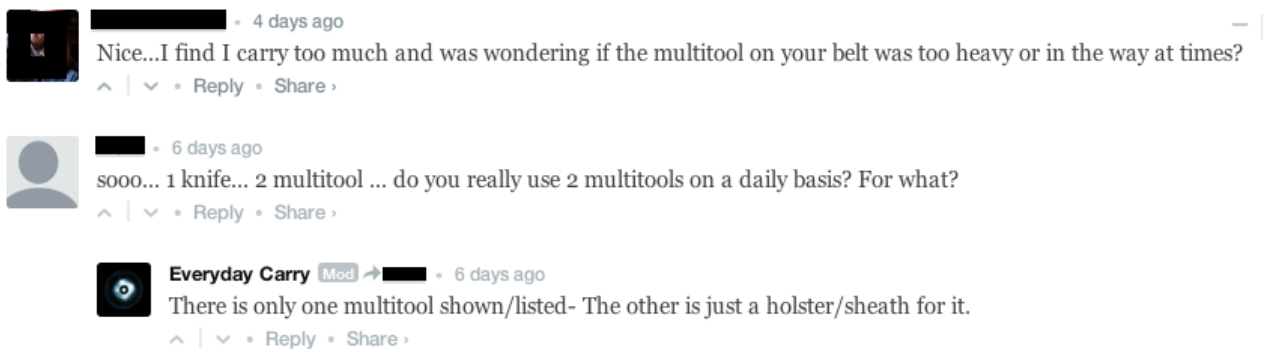 • 4 days ago
Nice...I find I carry too much and was wondering if the multitool on your belt was too heavy or in the way at times?
• Reply • Share ›
• 6 days ago
sooo... 1 knife... 2 multitool ... do you really use 2 multitools on a daily basis? For what?
• Reply • Share ›
Everyday Carry Mod • 6 days ago
There is only one multitool shown/listed- The other is just a holster/sheath for it.
• Reply • Share ›